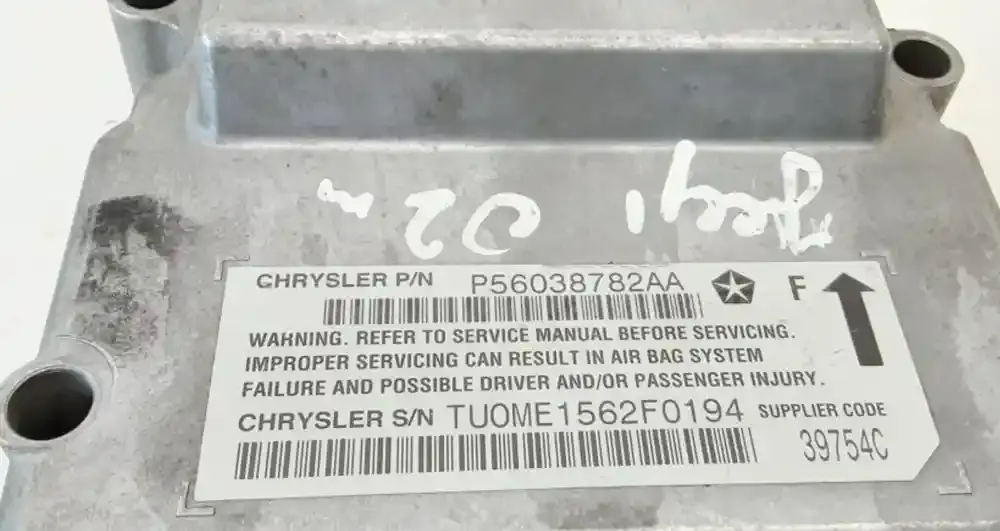 CHRYSLER P/N P56038782AA F
WARNING. REFER TO SERVICE MANUAL BEFORE SERVICING.
IMPROPER SERVICING CAN RESULT IN AIR BAG SYSTEM
FAILURE AND POSSIBLE DRIVER AND/OR PASSENGER INJURY.
CHRYSLER S/N TUOME1562F0194 SUPPLIER CODE
39754C